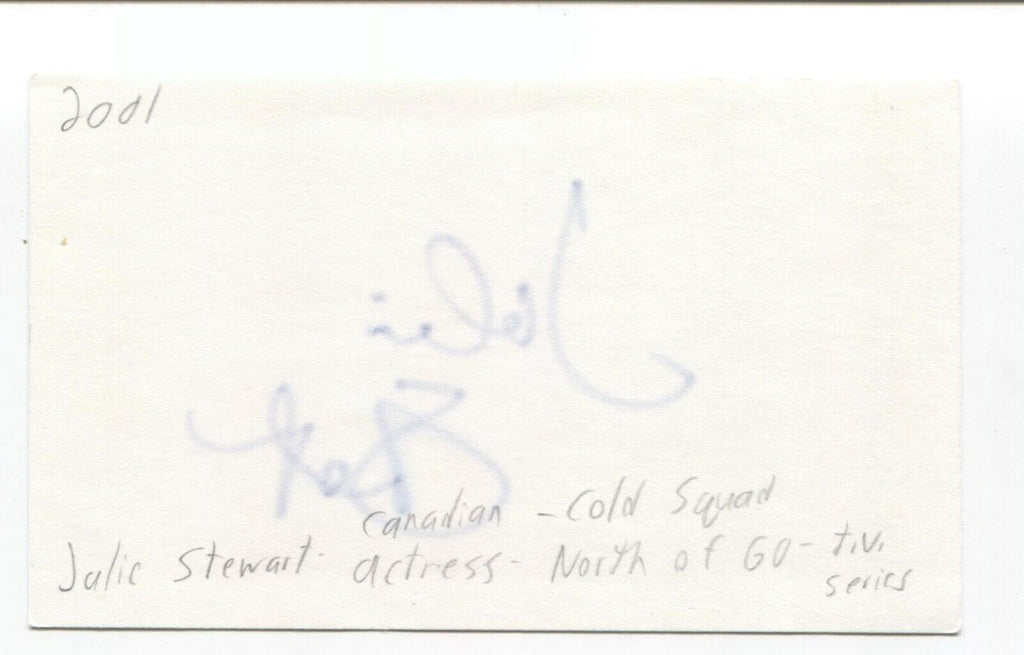 2001
Canadian - Cold Squad
Julie Stewart - actress - North of 60 - t.v.
series